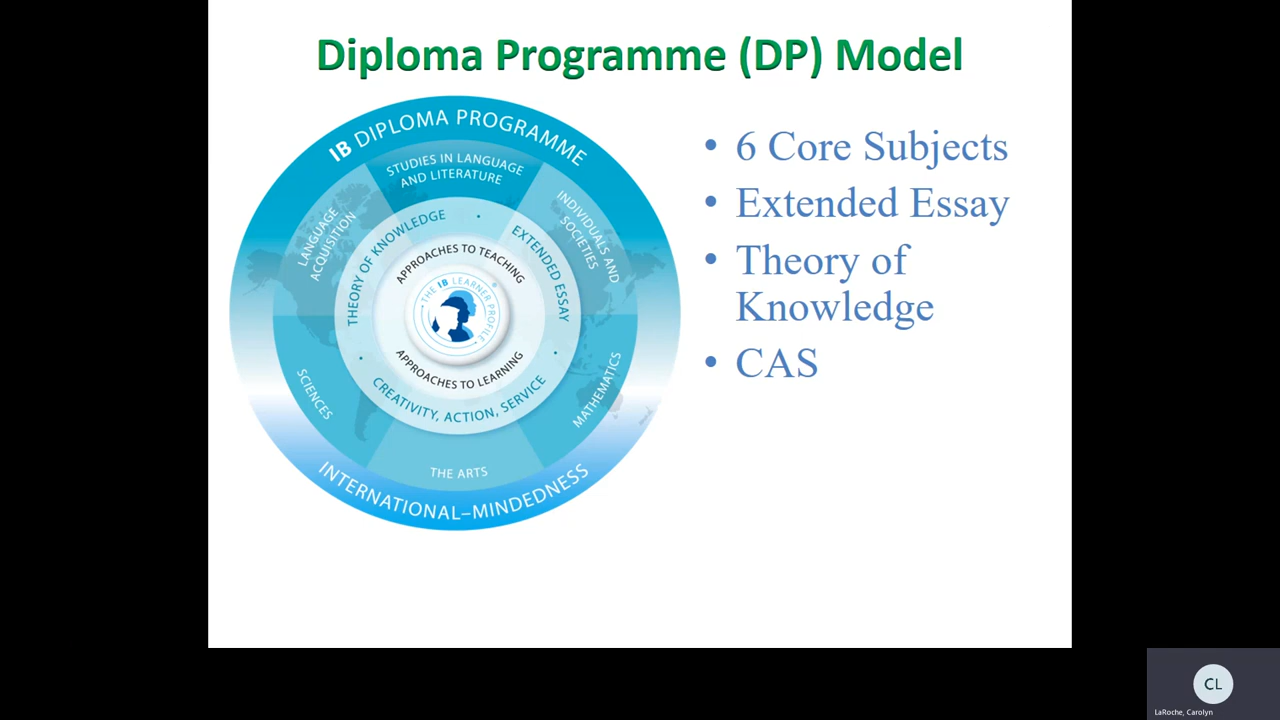 Diploma Programme (DP) Model
IB DIPLOMA PROGRAMME
STUDIES IN LANGUAGE
AND LITERATURE
LANGUAGE
ACQUISITION
INDIVIDUALS AND
SOCIETIES
THEORY OF KNOWLEDGE
EXTENDED ESSAY
APPROACHES TO TEACHING
THE IB LEARNER PROFILE
APPROACHES TO LEARNING
CREATIVITY, ACTION, SERVICE
SCIENCES
MATHEMATICS
THE ARTS
INTERNATIONAL–MINDEDNESS
• 6 Core Subjects
• Extended Essay
• Theory of
Knowledge
• CAS
CL
LaRoche, Carolyn